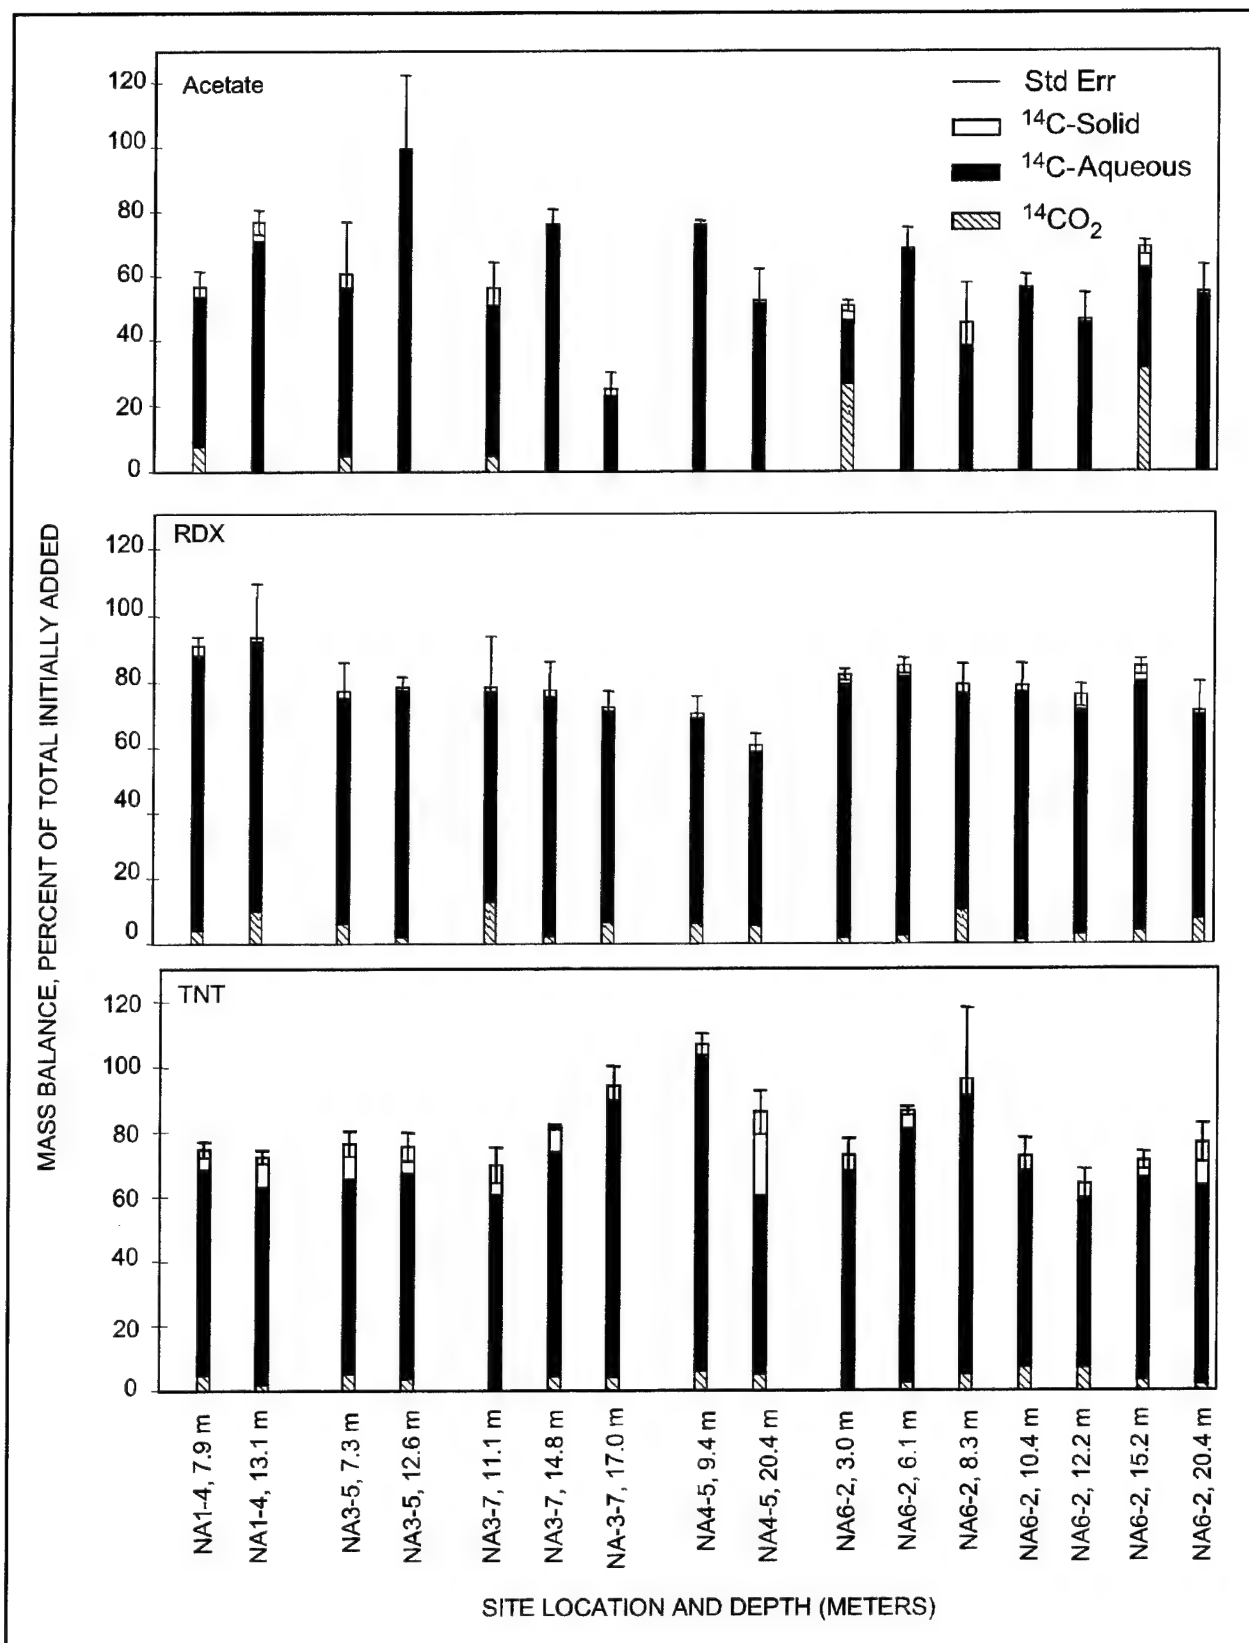 Acetate
Std Err
14C-Solid
14C-Aqueous
14CO2
120
100
80
60
40
20
0
RDX
120
100
80
60
40
20
0
TNT
120
100
80
60
40
20
0
MASS BALANCE, PERCENT OF TOTAL INITIALLY ADDED
NA1-4, 7.9 m
NA1-4, 13.1 m
NA3-5, 7.3 m
NA3-5, 12.6 m
NA3-7, 11.1 m
NA3-7, 14.8 m
NA-3-7, 17.0 m
NA4-5, 9.4 m
NA4-5, 20.4 m
NA6-2, 3.0 m
NA6-2, 6.1 m
NA6-2, 8.3 m
NA6-2, 10.4 m
NA6-2, 12.2 m
NA6-2, 15.2 m
NA6-2, 20.4 m
SITE LOCATION AND DEPTH (METERS)